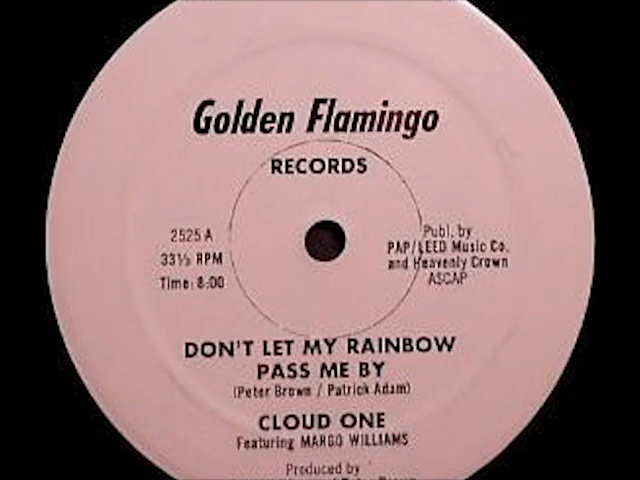 Golden Flamingo
RECORDS
2525 A
33⅓ RPM
Time: 8:00
Publ. by
PAP/LEED Music Co.
and Heavenly Crown
ASCAP
DON'T LET MY RAINBOW
PASS ME BY
(Peter Brown / Patrick Adam)
CLOUD ONE
Featuring MARGO WILLIAMS
Produced by